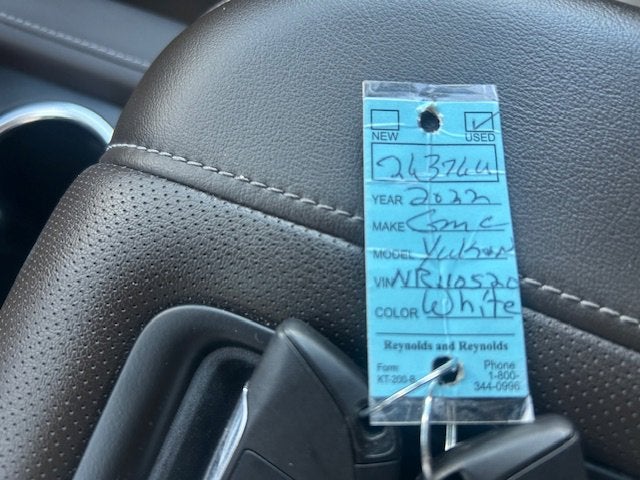 NEW USED
YEAR 2022
MAKE Gmc
MODEL Yukon
VIN NR110520
COLOR White
Reynolds and Reynolds
Form
KT-200-B
Phone
1-800-
344-0996